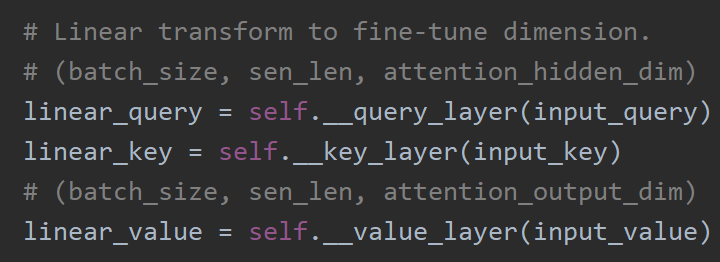 # Linear transform to fine-tune dimension.
# (batch_size, sen_len, attention_hidden_dim)
linear_query = self.__query_layer(input_query)
linear_key = self.__key_layer(input_key)
# (batch_size, sen_len, attention_output_dim)
linear_value = self.__value_layer(input_value)